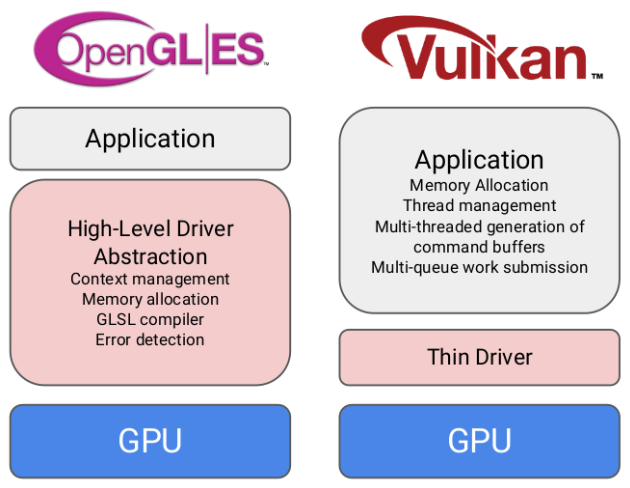 OpenGL|ES™
Application
High-Level Driver
Abstraction
Context management
Memory allocation
GLSL compiler
Error detection
GPU
Vulkan™
Application
Memory Allocation
Thread management
Multi-threaded generation of
command buffers
Multi-queue work submission
Thin Driver
GPU